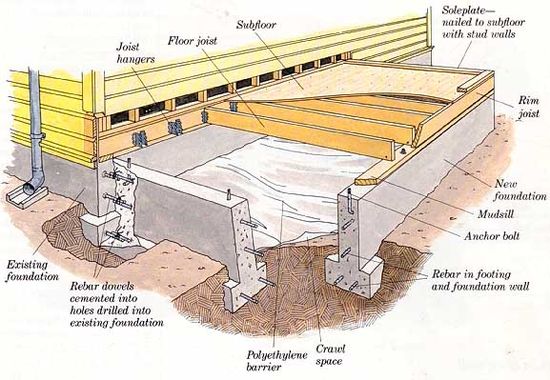 Soleplate—
nailed to subfloor
with stud walls
Subfloor
Floor joist
Joist
hangers
Rim
joist
New
foundation
Mudsill
Anchor bolt
Existing
foundation
Rebar dowels
cemented into
holes drilled into
existing foundation
Rebar in footing
and foundation wall
Polyethylene
barrier
Crawl
space